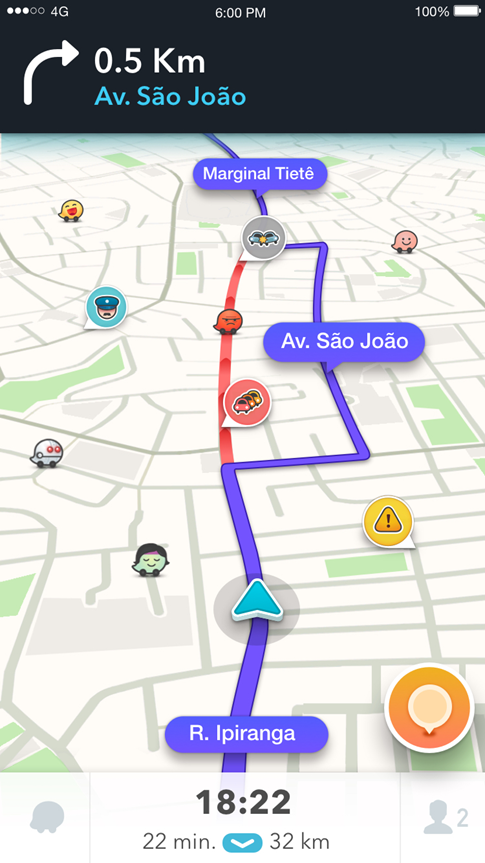 4G 6:00 PM 100%
0.5 Km
Av. São João
Marginal Tietê
Av. São João
R. Ipiranga
18:22
22 min. 32 km
2